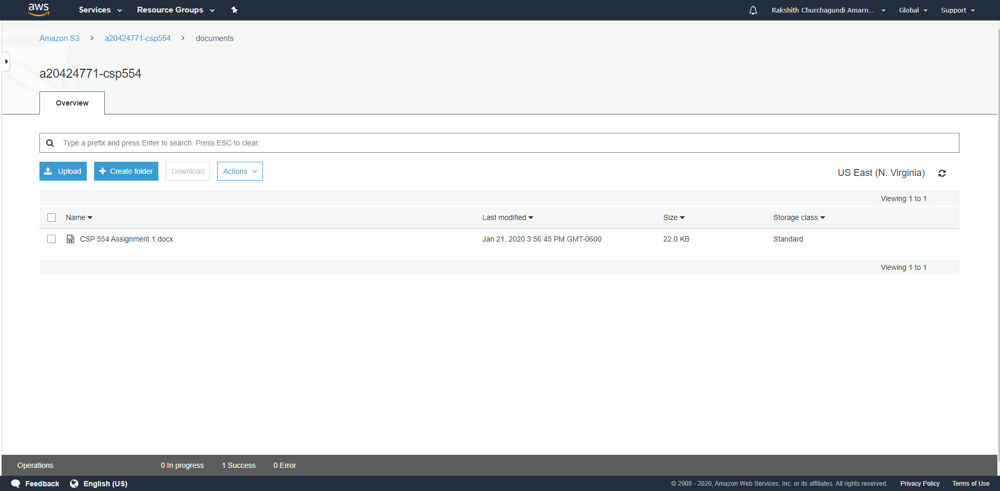 aws Services Resource Groups Rakshith Churchagundi Amarn... Global Support
Amazon S3 > a20424771-csp554 > documents
a20424771-csp554
Overview
Type a prefix and press Enter to search. Press ESC to clear.
Upload Create folder Download Actions US East (N. Virginia)
Viewing 1 to 1
Name Last modified Size Storage class
CSP 554 Assignment 1.docx Jan 21, 2020 3:56:45 PM GMT-0600 22.0 KB Standard
Viewing 1 to 1
Operations 0 In progress 1 Success 0 Error
Feedback English (US) © 2008 - 2020, Amazon Web Services, Inc. or its affiliates. All rights reserved. Privacy Policy Terms of Use